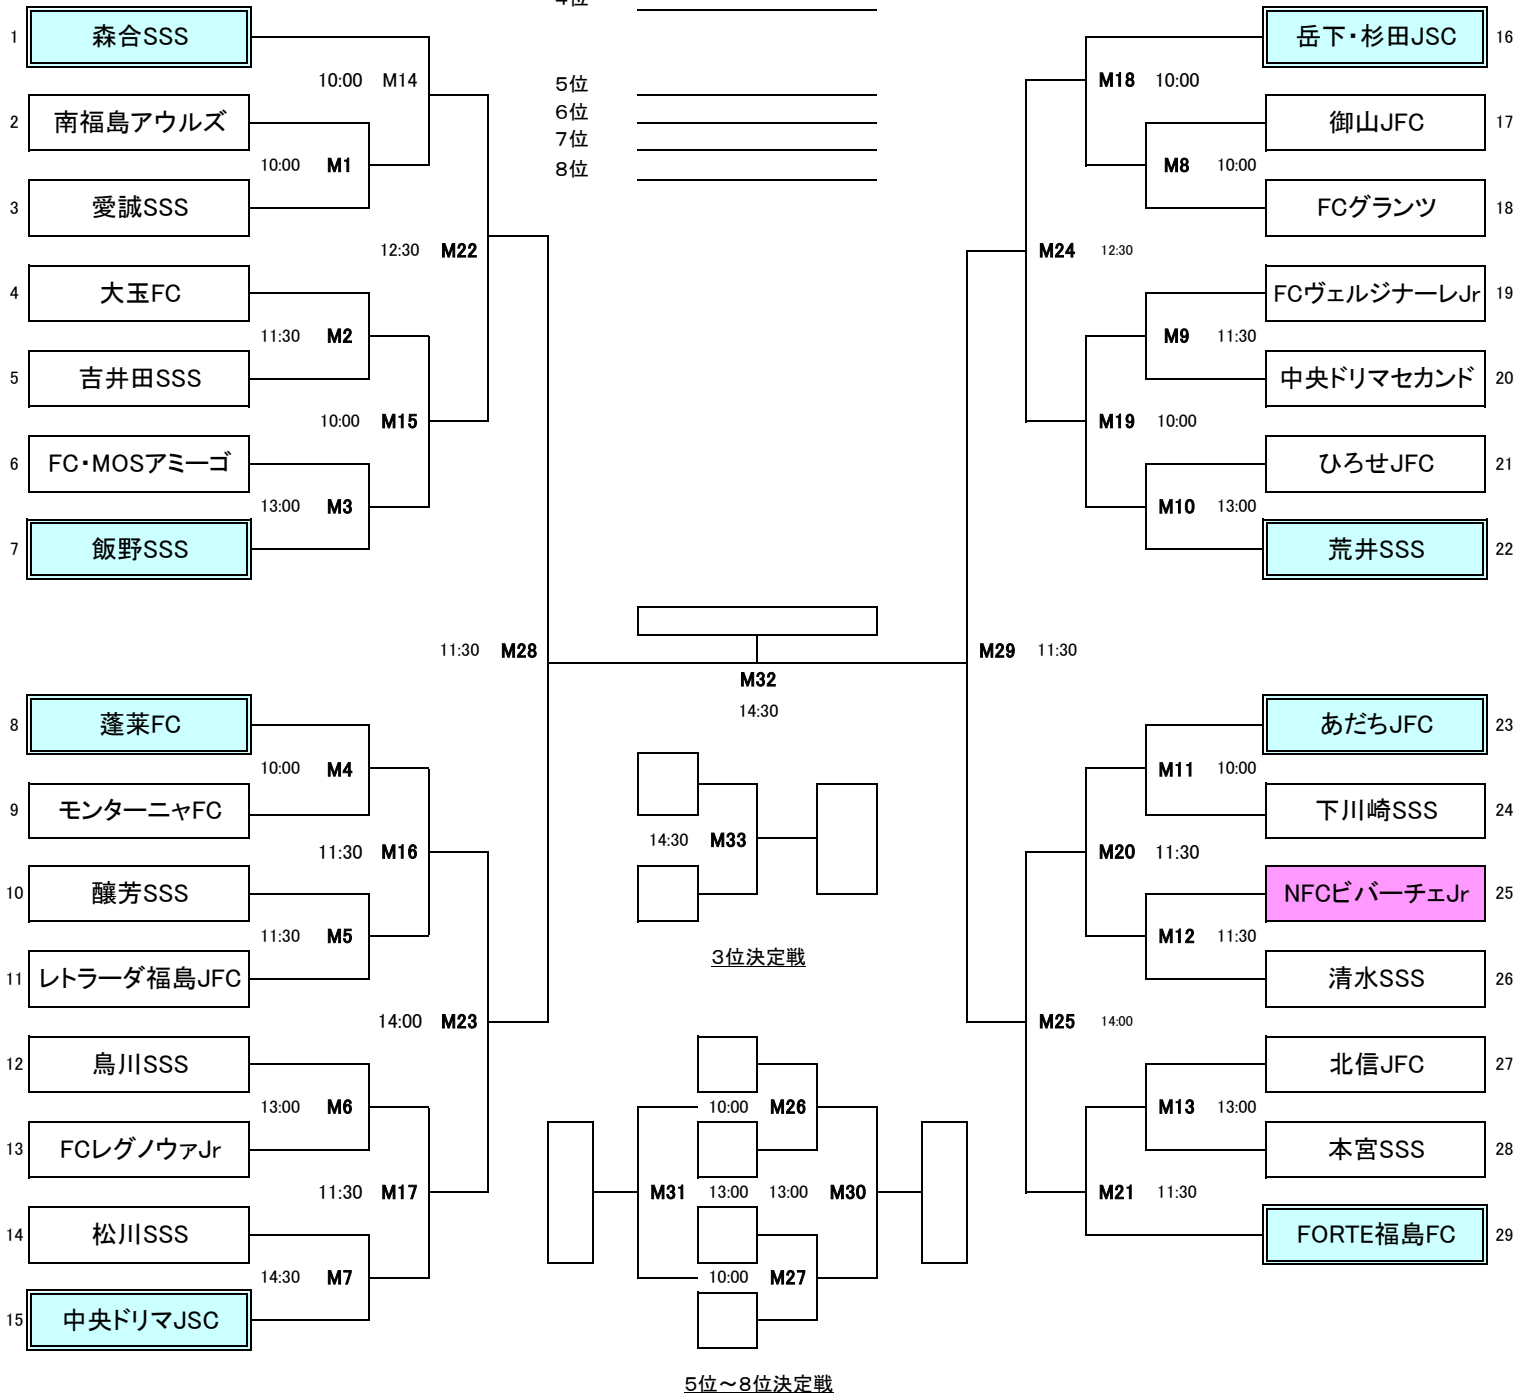 4位
1 森合SSS
10:00 M14
2 南福島アウルズ
10:00 M1
3 愛誠SSS
12:30 M22
4 大玉FC
11:30 M2
5 吉井田SSS
10:00 M15
6 FC・MOSアミーゴ
13:00 M3
7 飯野SSS
11:30 M28
8 蓬莱FC
10:00 M4
9 モンターニャFC
11:30 M16
10 醸芳SSS
11:30 M5
11 レトラーダ福島JFC
14:00 M23
12 鳥川SSS
13:00 M6
13 FCレグノウァJr
11:30 M17
14 松川SSS
14:30 M7
15 中央ドリマJSC
5位
6位
7位
8位
M32
14:30
14:30 M33
3位決定戦
10:00 M26
M31 13:00 13:00 M30
10:00 M27
5位～8位決定戦
岳下・杉田JSC 16
M18 10:00
御山JFC 17
M8 10:00
FCグランツ 18
M24 12:30
FCヴェルジナーレJr 19
M9 11:30
中央ドリマセカンド 20
M19 10:00
ひろせJFC 21
M10 13:00
荒井SSS 22
M29 11:30
あだちJFC 23
M11 10:00
下川崎SSS 24
M20 11:30
NFCビバーチェJr 25
M12 11:30
清水SSS 26
M25 14:00
北信JFC 27
M13 13:00
本宮SSS 28
M21 11:30
FORTE福島FC 29